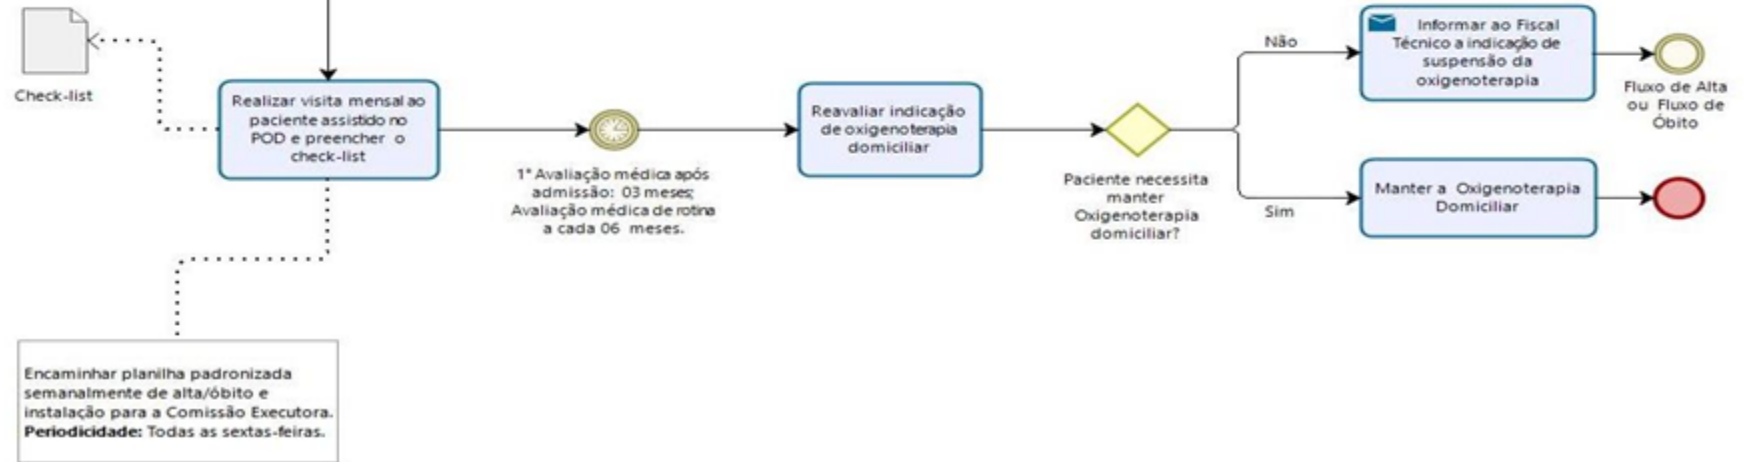 Check-list
Realizar visita mensal ao
paciente assistido no
POD e preencher o
check-list
1ª Avaliação médica após
admissão: 03 meses;
Avaliação médica de rotina
a cada 06 meses.
Reavaliar indicação
de oxigenoterapia
domiciliar
Paciente necessita
manter
Oxigenoterapia
domiciliar?
Não
Informar ao Fiscal
Técnico a indicação de
suspensão da
oxigenoterapia
Fluxo de Alta
ou Fluxo de
Óbito
Sim
Manter a Oxigenoterapia
Domiciliar
Encaminhar planilha padronizada
semanalmente de alta/óbito e
instalação para a Comissão Executora.
Periodicidade: Todas as sextas-feiras.